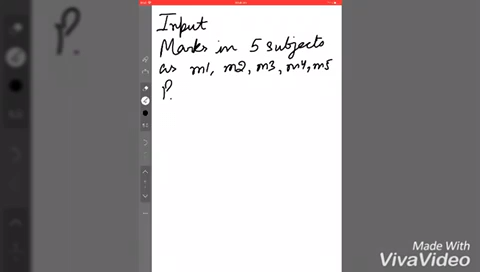 Input
Marks in 5 subjects
as m1, m2, m3, m4, m5
P.
Made With
VivaVideo